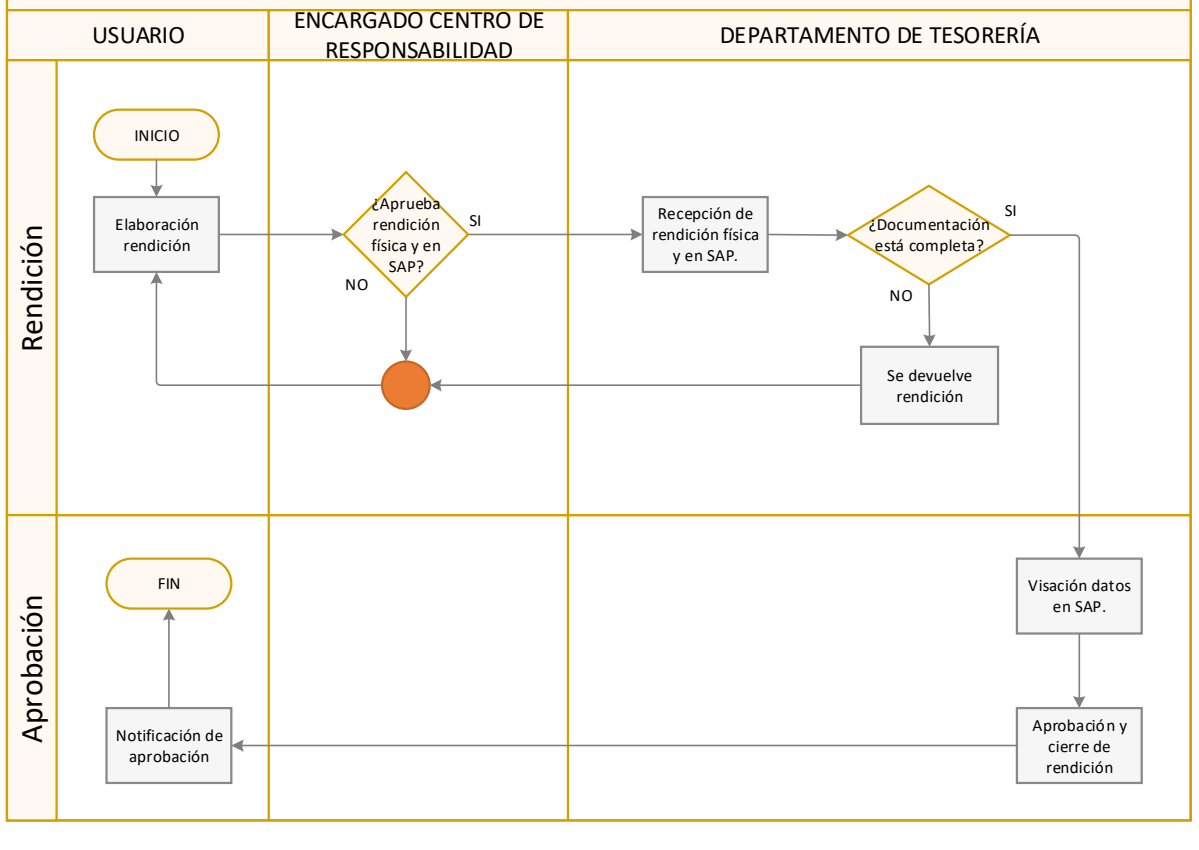 USUARIO
ENCARGADO CENTRO DE
RESPONSABILIDAD
DEPARTAMENTO DE TESORERÍA
Rendición
INICIO
Elaboración
rendición
¿Aprueba
rendición
física y en
SAP?
SI
NO
Recepción de
rendición física
y en SAP.
¿Documentación
está completa?
SI
NO
Se devuelve
rendición
Aprobación
FIN
Visación datos
en SAP.
Notificación de
aprobación
Aprobación y
cierre de
rendición